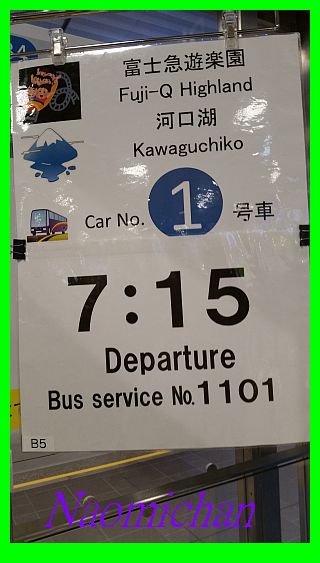 富士急遊楽園
Fuji-Q Highland
河口湖
Kawaguchiko
Car No. 1 号車
7:15
Departure
Bus service No. 1101
B5
Naomichan